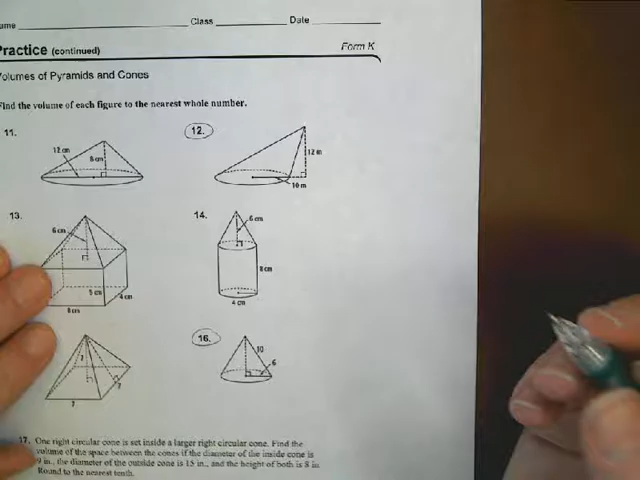 ame Class Date
Practice (continued) Form K
Volumes of Pyramids and Cones
Find the volume of each figure to the nearest whole number.
11. 12.
12 cm 8 cm 12 m
10 m
13. 14.
6 cm 6 cm
8 cm
5 cm 4 cm
8 cm 4 cm
16.
7 7 7
10
6
17. One right circular cone is set inside a larger right circular cone. Find the
volume of the space between the cones if the diameter of the inside cone is
9 in., the diameter of the outside cone is 15 in., and the height of both is 8 in.
Round to the nearest tenth.